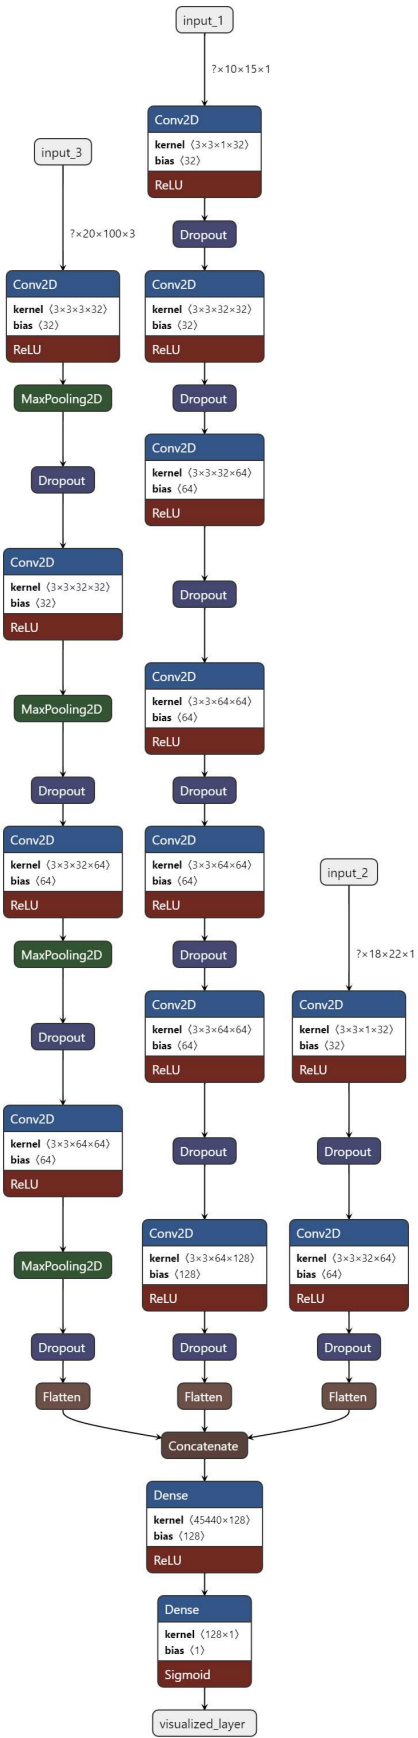 input_1
?×10×15×1
Conv2D
kernel ⟨3×3×1×32⟩
bias ⟨32⟩
ReLU
Dropout
Conv2D
kernel ⟨3×3×32×32⟩
bias ⟨32⟩
ReLU
Dropout
Conv2D
kernel ⟨3×3×32×64⟩
bias ⟨64⟩
ReLU
Dropout
Conv2D
kernel ⟨3×3×64×64⟩
bias ⟨64⟩
ReLU
Dropout
Conv2D
kernel ⟨3×3×64×64⟩
bias ⟨64⟩
ReLU
Dropout
Conv2D
kernel ⟨3×3×64×64⟩
bias ⟨64⟩
ReLU
Dropout
Conv2D
kernel ⟨3×3×64×128⟩
bias ⟨128⟩
ReLU
Dropout
Flatten
input_3
?×20×100×3
Conv2D
kernel ⟨3×3×3×32⟩
bias ⟨32⟩
ReLU
MaxPooling2D
Dropout
Conv2D
kernel ⟨3×3×32×32⟩
bias ⟨32⟩
ReLU
MaxPooling2D
Dropout
Conv2D
kernel ⟨3×3×32×64⟩
bias ⟨64⟩
ReLU
MaxPooling2D
Dropout
Conv2D
kernel ⟨3×3×64×64⟩
bias ⟨64⟩
ReLU
MaxPooling2D
Dropout
Flatten
input_2
?×18×22×1
Conv2D
kernel ⟨3×3×1×32⟩
bias ⟨32⟩
ReLU
Dropout
Conv2D
kernel ⟨3×3×32×64⟩
bias ⟨64⟩
ReLU
Dropout
Flatten
Concatenate
Dense
kernel ⟨45440×128⟩
bias ⟨128⟩
ReLU
Dense
kernel ⟨128×1⟩
bias ⟨1⟩
Sigmoid
visualized_layer